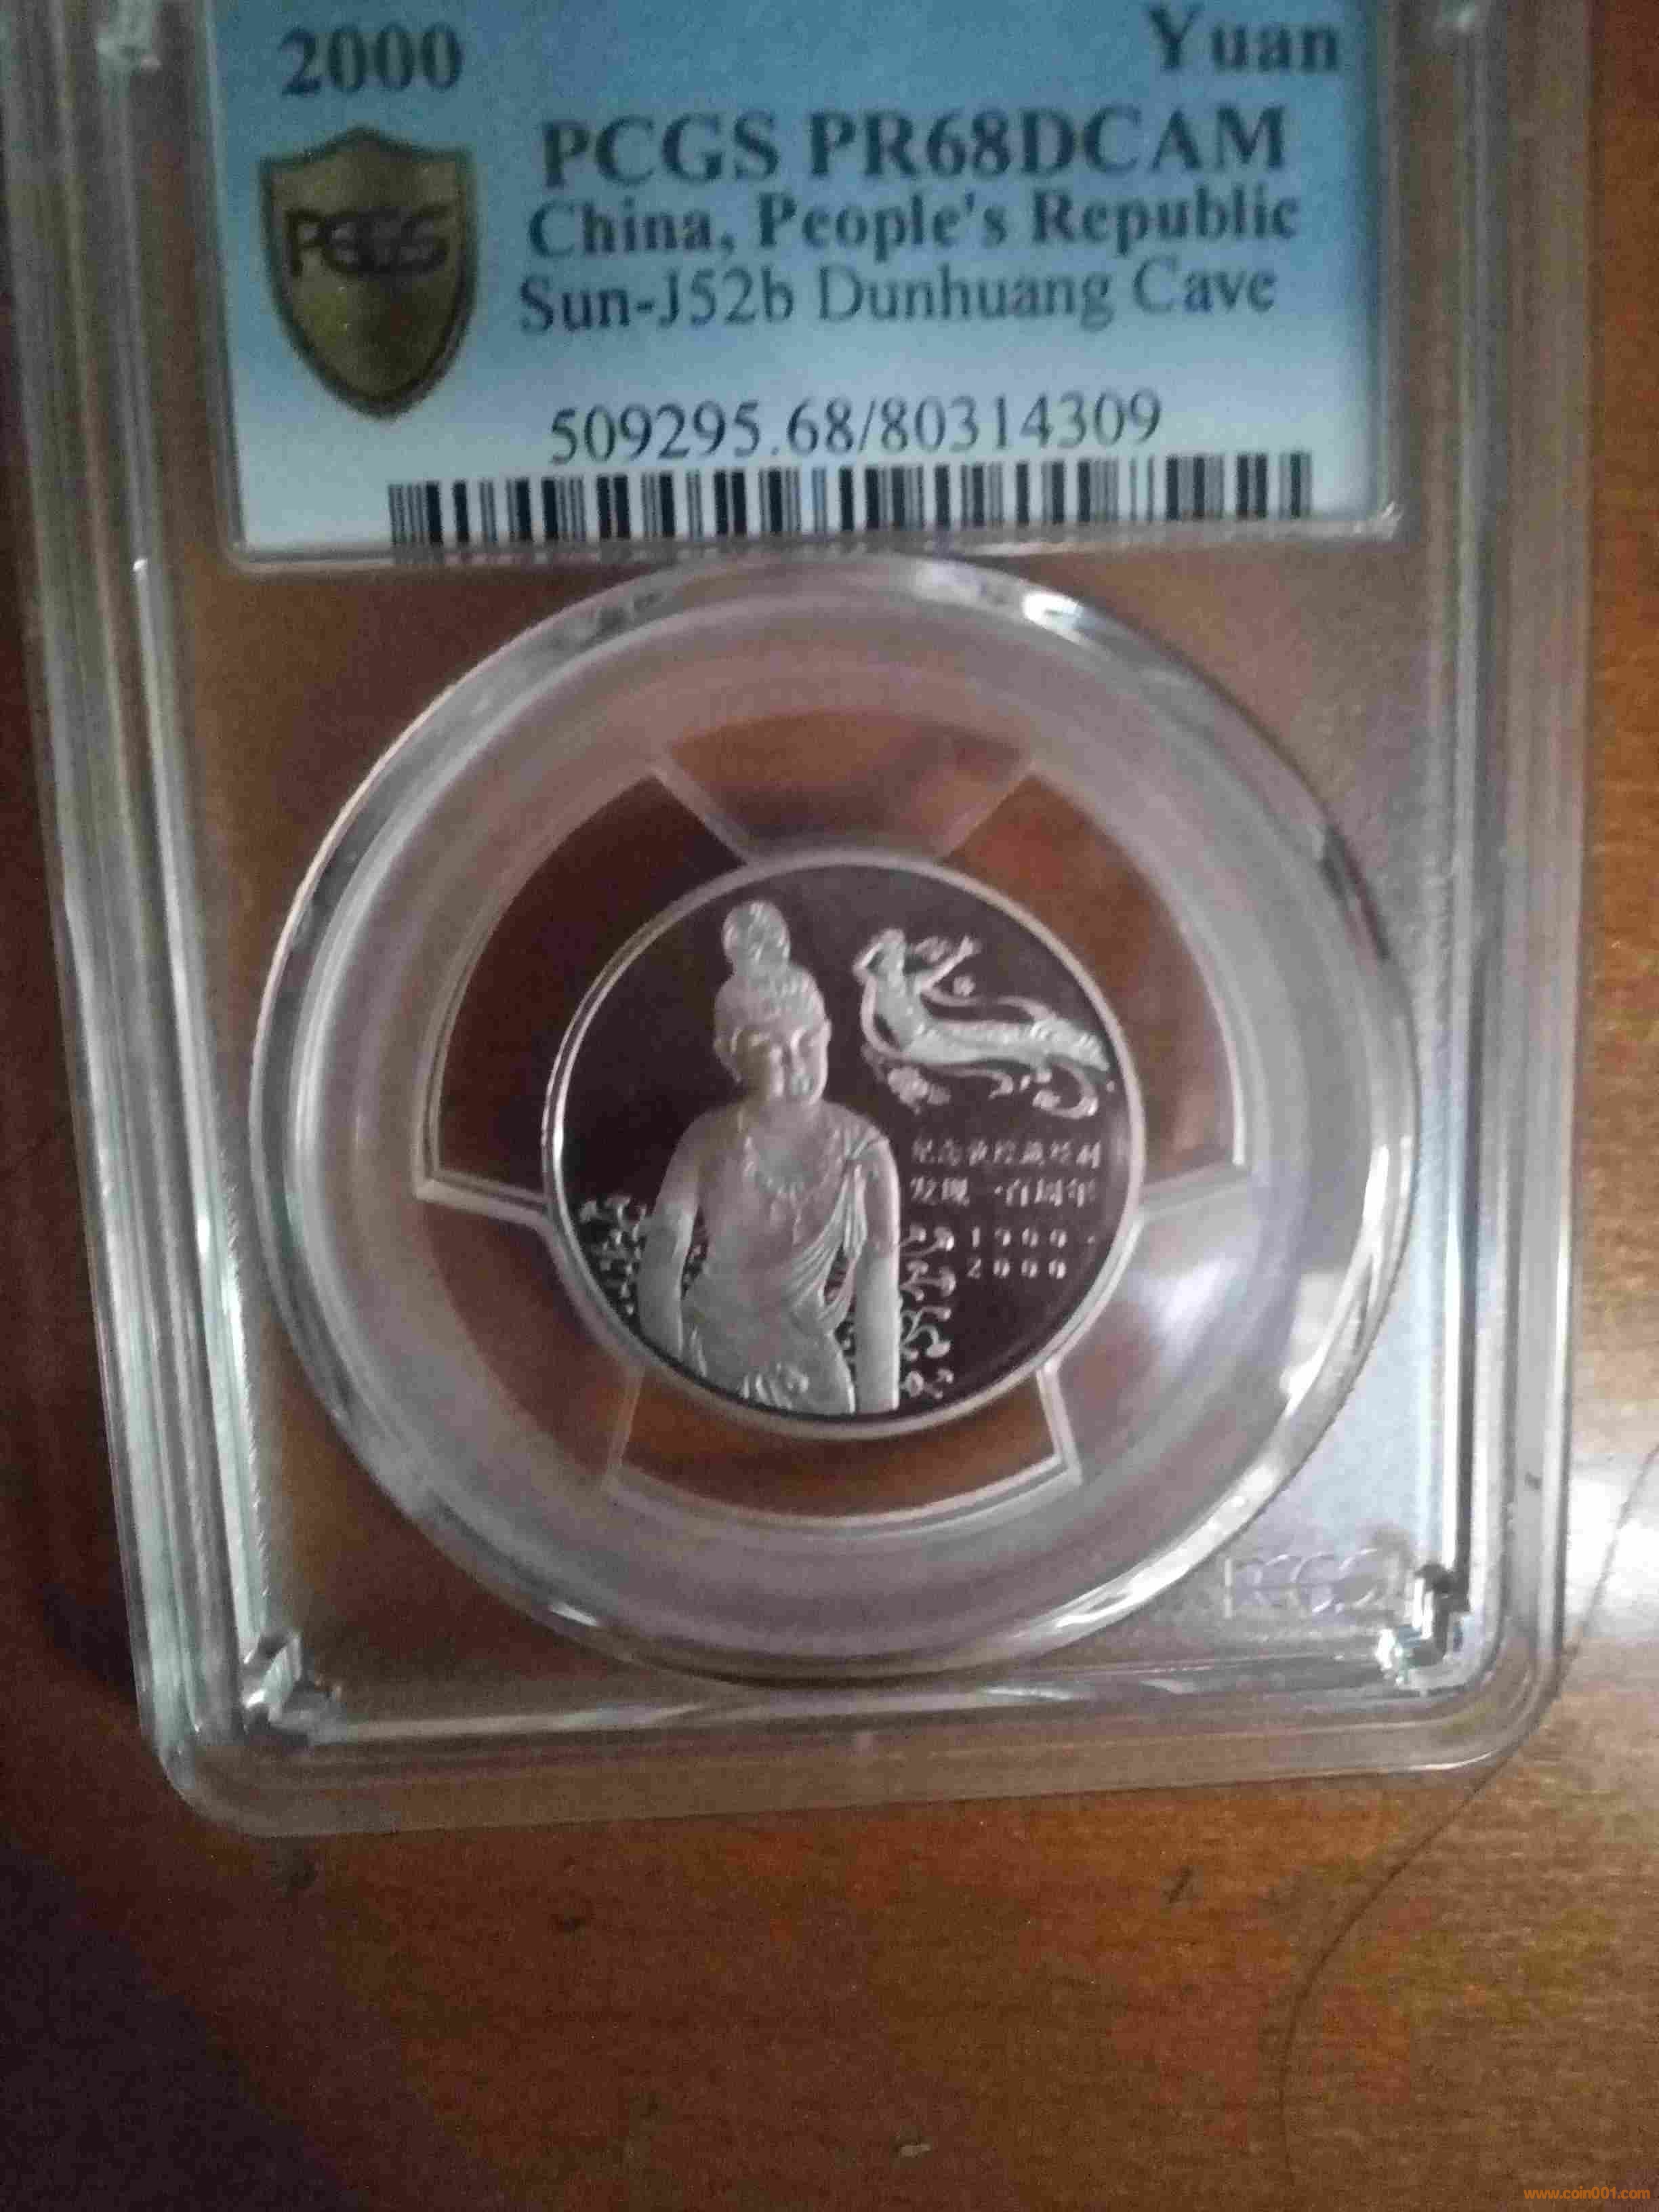 2000 Yuan
PCGS PR68DCAM
PCGS
China, People's Republic
Sun-J52b Dunhuang Cave
509295.68/80314309
纪念敦煌藏经洞
发现一百周年
1900 -
2000
PCGS
www.coin001.com